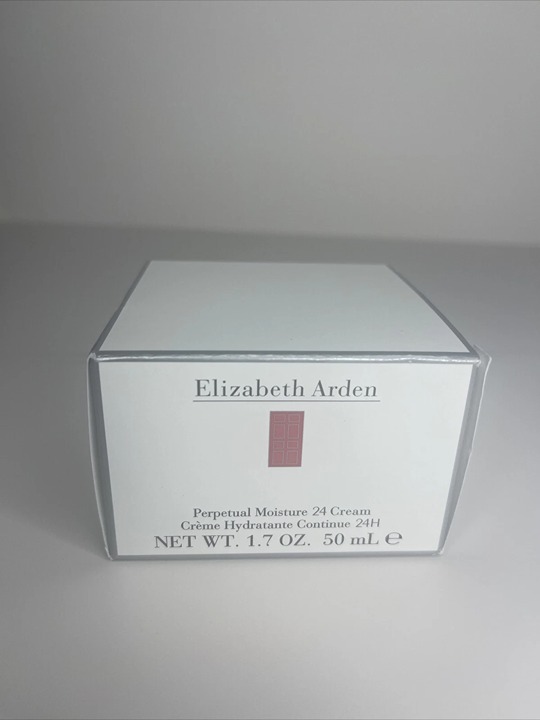 Elizabeth Arden
Perpetual Moisture 24 Cream
Crème Hydratante Continue 24H
NET WT. 1.7 OZ. 50 mL ℮